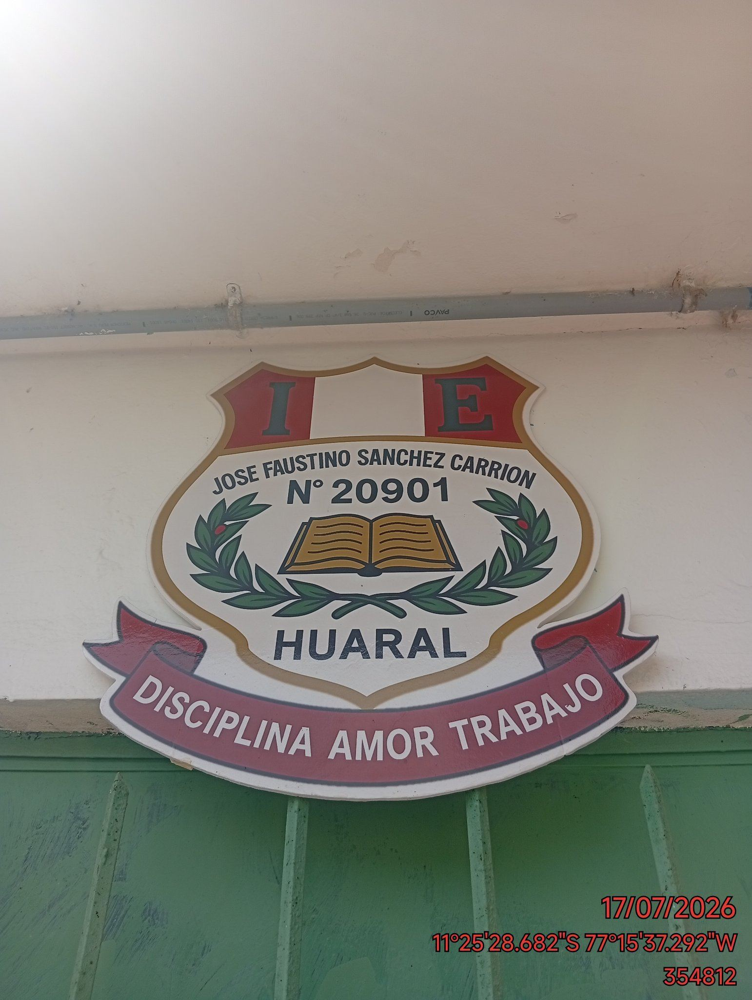 PAVCO
I E
JOSE FAUSTINO SANCHEZ CARRION
N° 20901
HUARAL
DISCIPLINA AMOR TRABAJO
17/07/2026
11°25'28.682"S 77°15'37.292"W
354812